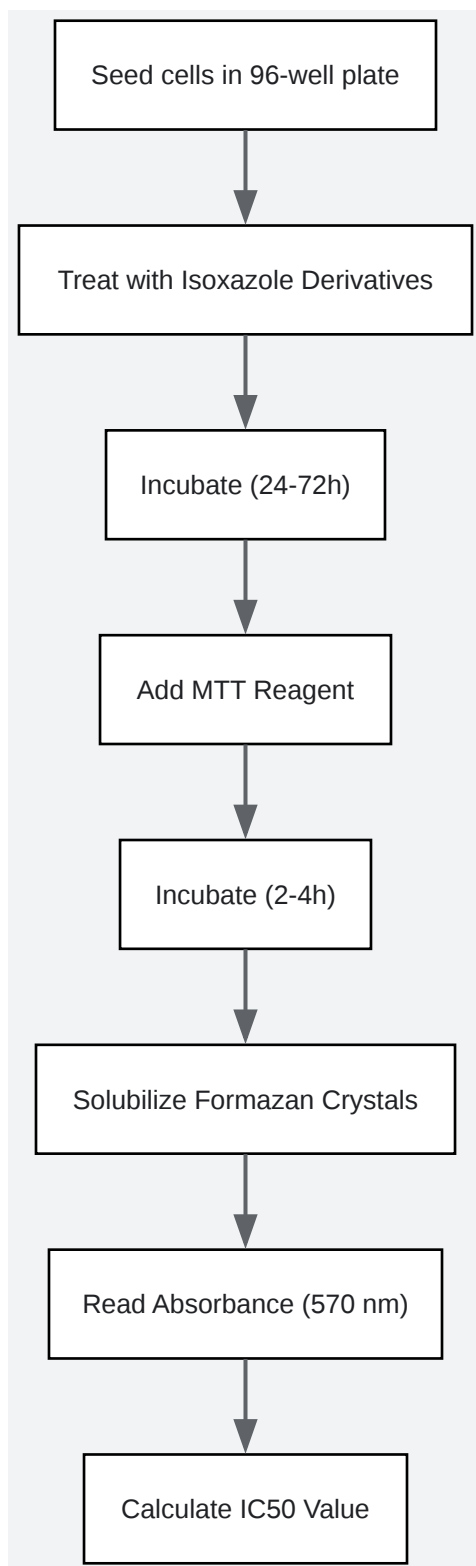 Seed cells in 96-well plate
Treat with Isoxazole Derivatives
Incubate (24-72h)
Add MTT Reagent
Incubate (2-4h)
Solubilize Formazan Crystals
Read Absorbance (570 nm)
Calculate IC50 Value